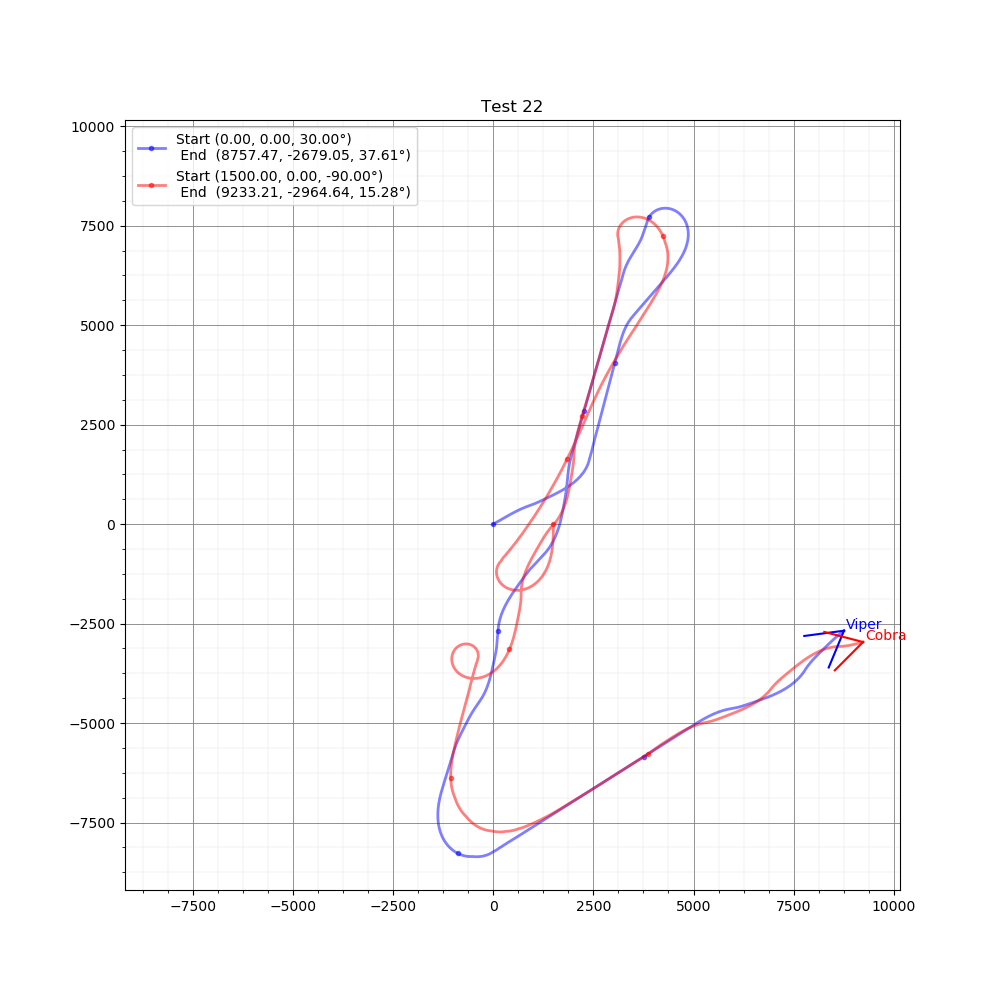 Test 22
Start (0.00, 0.00, 30.00°)
End  (8757.47, -2679.05, 37.61°)
Start (1500.00, 0.00, -90.00°)
End  (9233.21, -2964.64, 15.28°)
10000
7500
5000
2500
0
−2500
−5000
−7500
Viper
Cobra
−7500 −5000 −2500 0 2500 5000 7500 10000